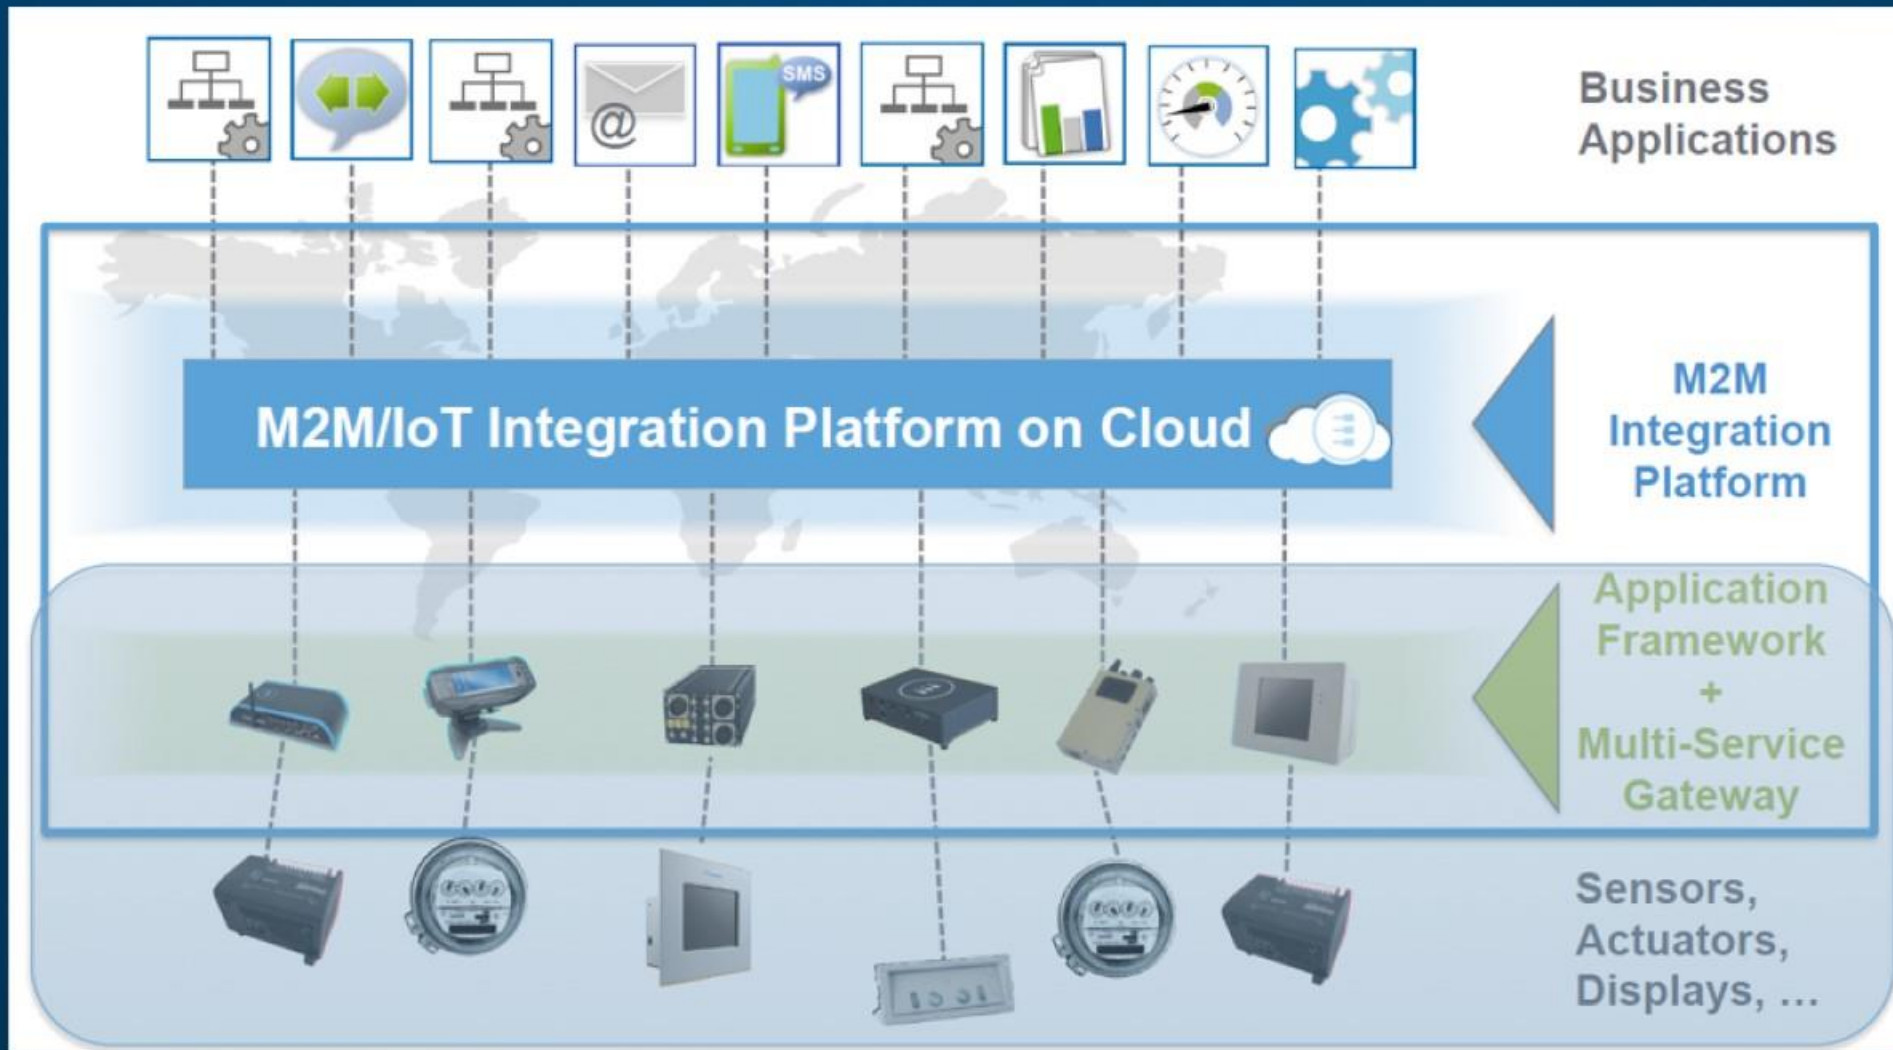 @
SMS
Business
Applications
M2M/IoT Integration Platform on Cloud
M2M
Integration
Platform
Application
Framework
+
Multi-Service
Gateway
Sensors,
Actuators,
Displays, ...